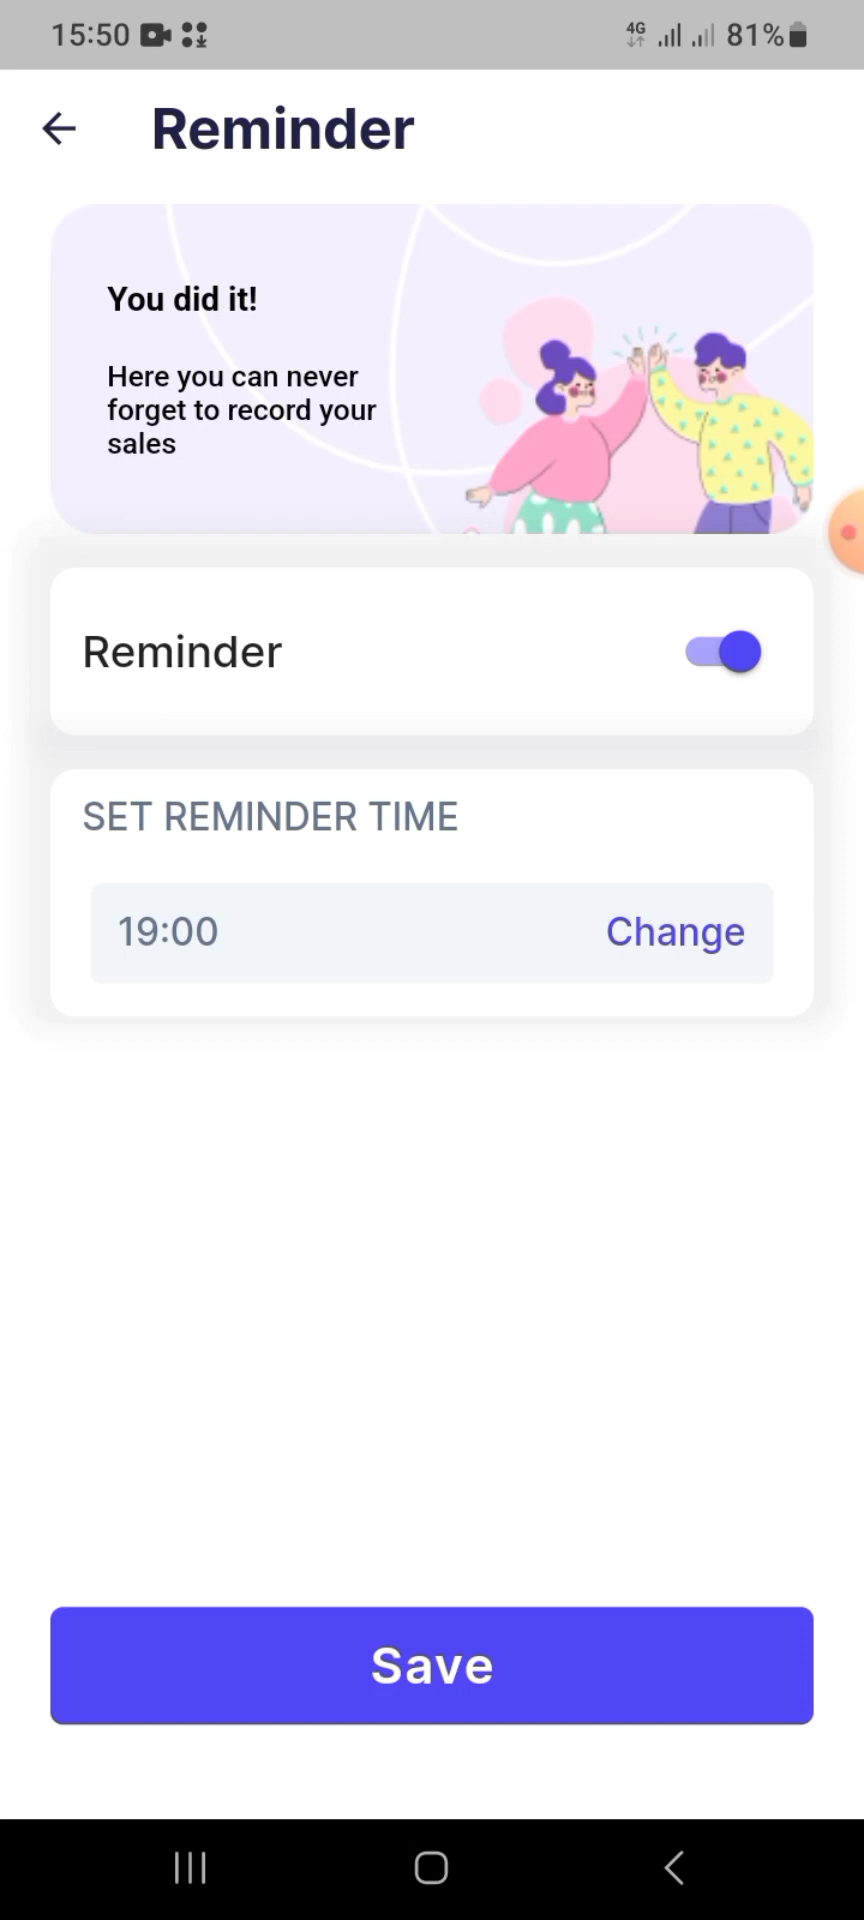 15:50
4G
81%
Reminder
You did it!
Here you can never
forget to record your
sales
Reminder
SET REMINDER TIME
19:00
Change
Save